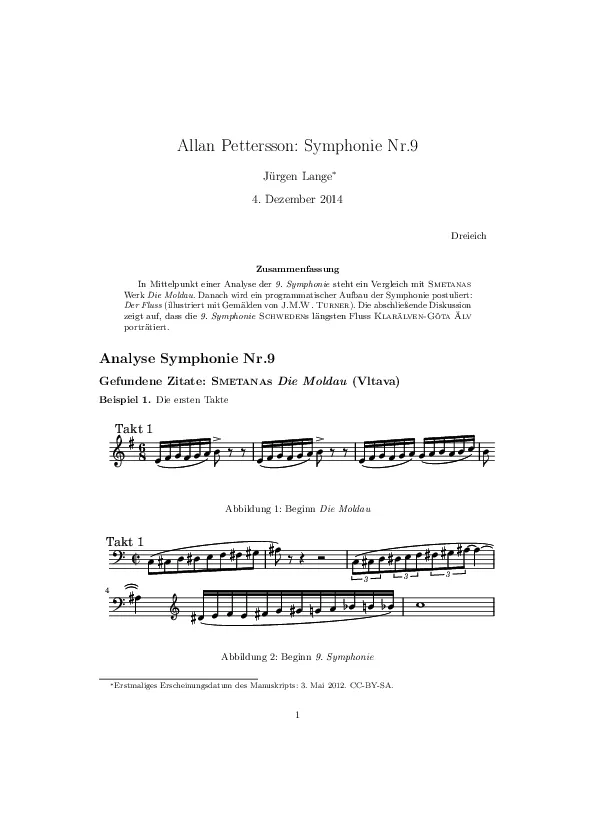 Allan Pettersson: Symphonie Nr.9
Jürgen Lange*
4. Dezember 2014
Dreieich
Zusammenfassung
In Mittelpunkt einer Analyse der 9. Symphonie steht ein Vergleich mit SMETANAS
Werk Die Moldau. Danach wird ein programmatischer Aufbau der Symphonie postuliert:
Der Fluss (illustriert mit Gemälden von J.M.W. TURNER). Die abschließende Diskussion
zeigt auf, dass die 9. Symphonie SCHWEDENS längsten Fluss KLARÄLVEN-GÖTA ÄLV
porträtiert.
Analyse Symphonie Nr.9
Gefundene Zitate: SMETANAS Die Moldau (Vltava)
Beispiel 1. Die ersten Takte
Takt 1
6
8
Abbildung 1: Beginn Die Moldau
Takt 1
3 3 3
4
Abbildung 2: Beginn 9. Symphonie
*Erstmaliges Erscheinungsdatum des Manuskripts: 3. Mai 2012. CC-BY-SA.
1